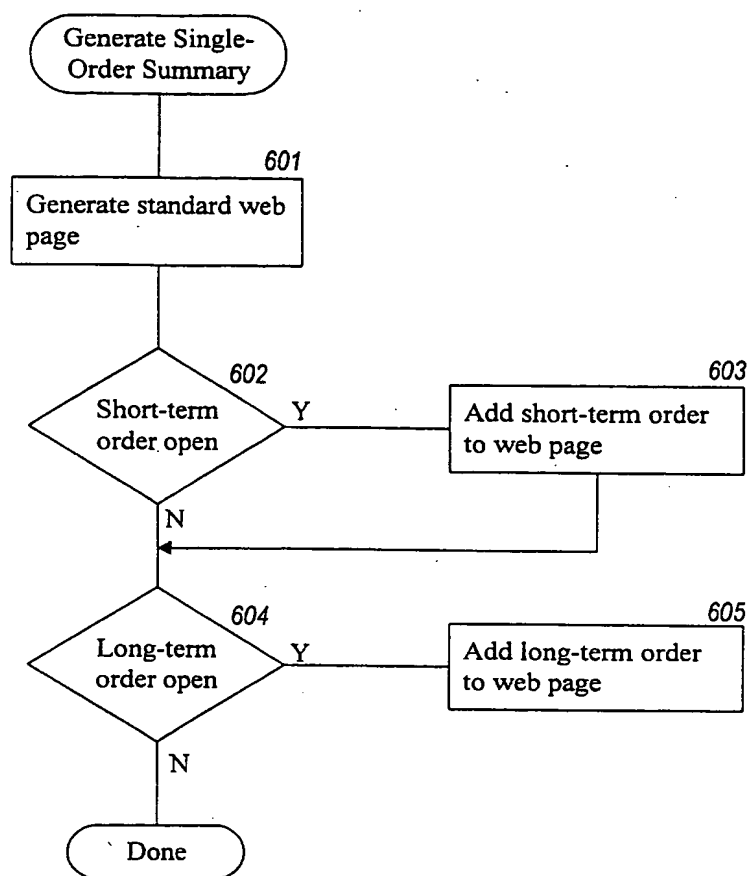 Generate Single-
Order Summary
601
Generate standard web
page
602
Short-term
order open
Y
603
Add short-term order
to web page
N
604
Long-term
order open
Y
605
Add long-term order
to web page
N
Done